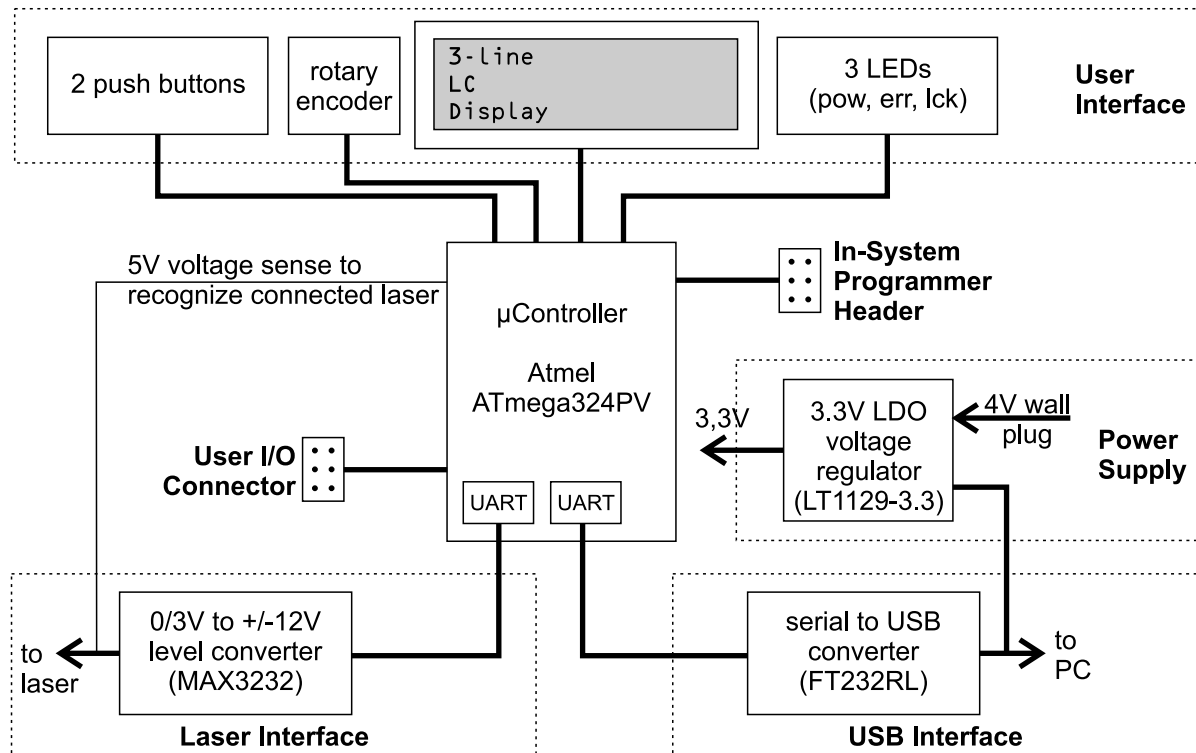 2 push buttons
rotary
encoder
3-line
LC
Display
3 LEDs
(pow, err, lck)
User
Interface
5V voltage sense to
recognize connected laser
µController
Atmel
ATmega324PV
In-System
Programmer
Header
User I/O
Connector
UART
UART
3,3V
3.3V LDO
voltage
regulator
(LT1129-3.3)
4V wall
plug
Power
Supply
to
laser
0/3V to +/-12V
level converter
(MAX3232)
Laser Interface
serial to USB
converter
(FT232RL)
to
PC
USB Interface